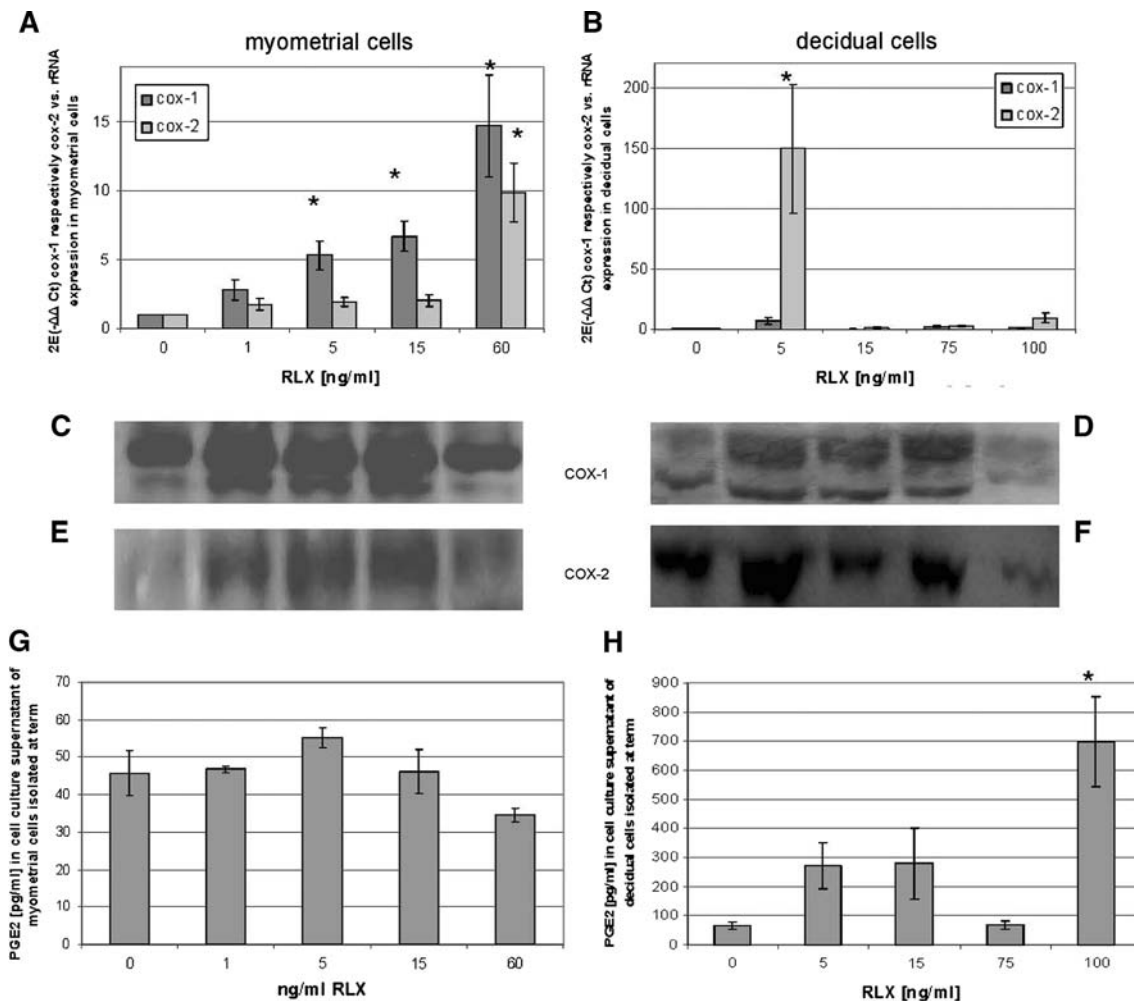 A
myometrial cells
2E(-ΔΔ Ct) cox-1 respectively cox-2 vs. rRNA
expression in myometrial cells
15
10
5
0
cox-1
cox-2
*
*
*
*
0 1 5 15 60
RLX [ng/ml]
B
decidual cells
2E(-ΔΔ Ct) cox-1 respectively cox-2 vs. rRNA
expression in decidual cells
200
150
100
50
0
cox-1
cox-2
*
0 5 15 75 100
RLX [ng/ml]
C
COX-1
D
E
COX-2
F
G
PGE2 [pg/ml] in cell culture supernatant of
myometrial cells isolated at term
70
60
50
40
30
20
10
0
0 1 5 15 60
ng/ml RLX
H
PGE2 [pg/ml] in cell culture supernatant of
decidual cells isolated at term
900
800
700
600
500
400
300
200
100
0
*
0 5 15 75 100
RLX [ng/ml]